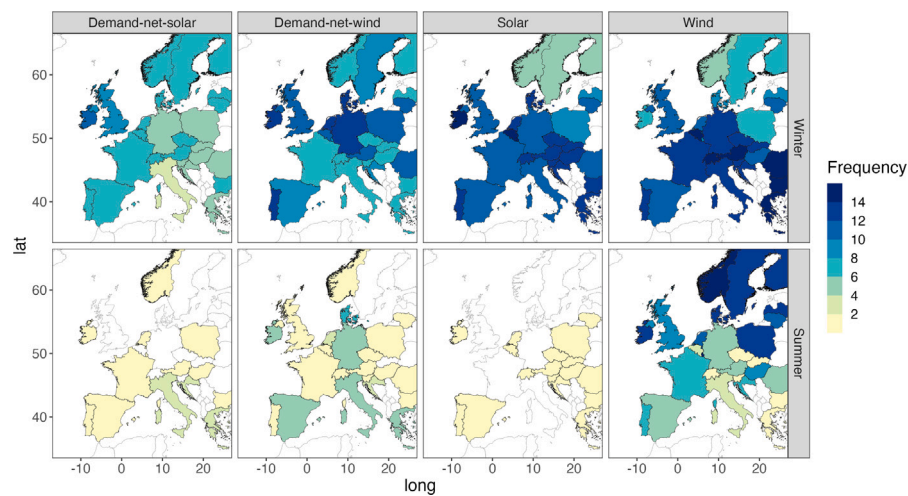 Demand-net-solar Demand-net-wind Solar Wind
60
50
40
Winter
60
50
40
Summer
lat
-10 0 10 20 -10 0 10 20 -10 0 10 20 -10 0 10 20
long
Frequency
14
12
10
8
6
4
2